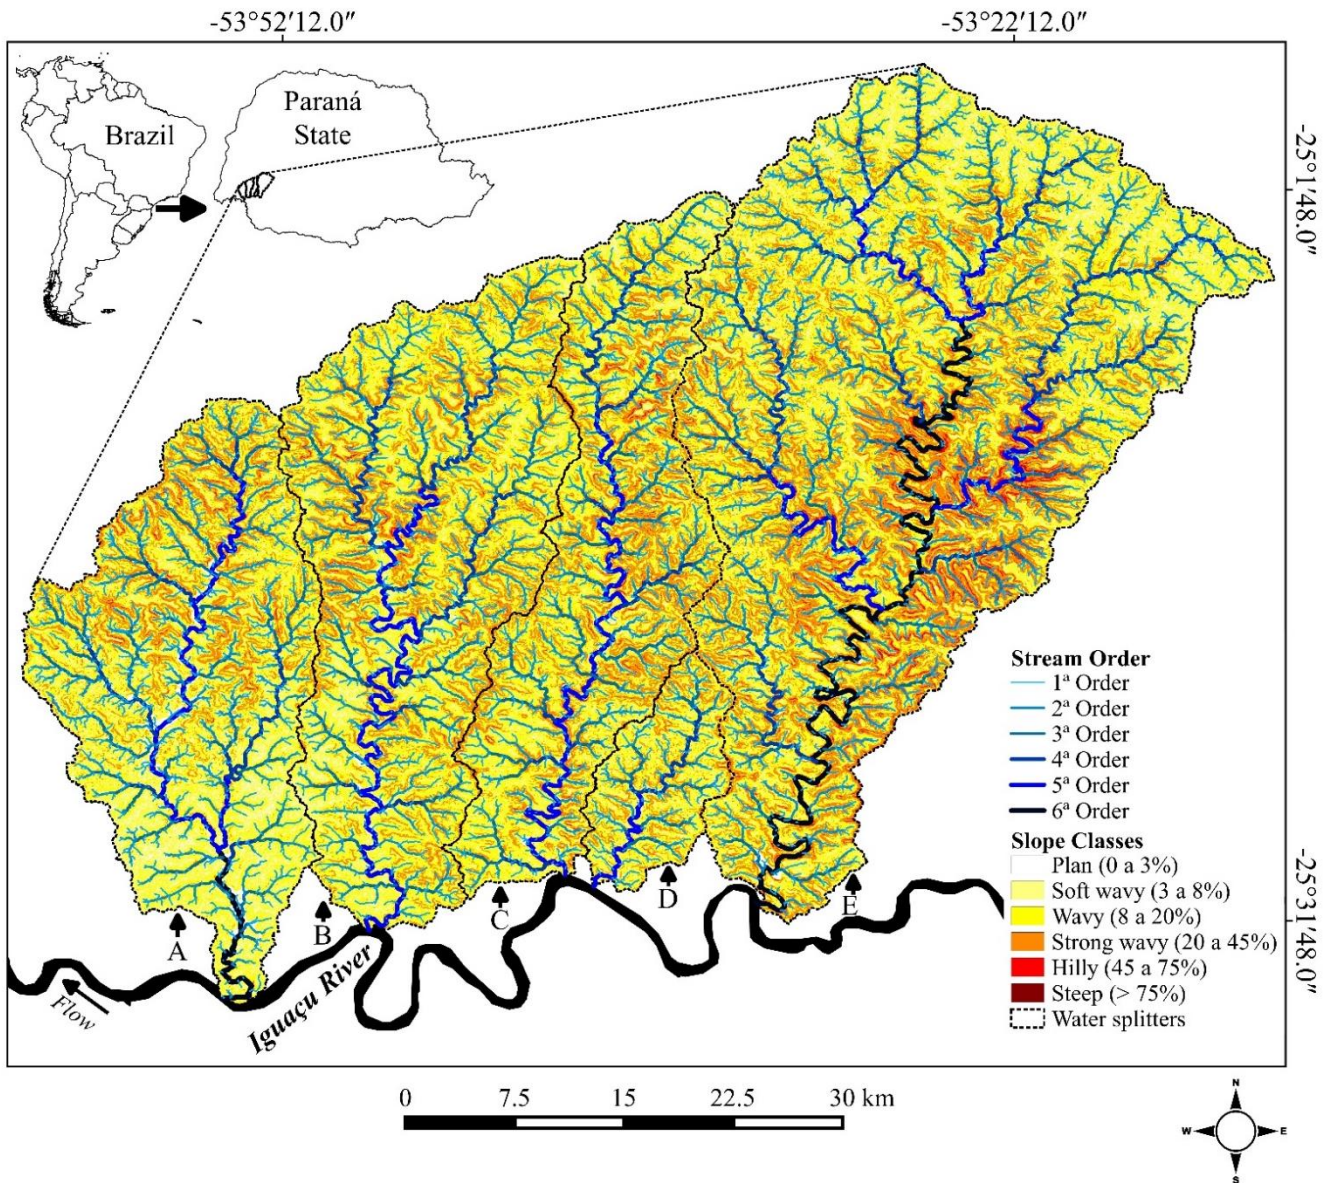 -53°52'12.0″
-53°22'12.0″
Brazil
Paraná
State
-25°1'48.0″
Stream Order
1ª Order
2ª Order
3ª Order
4ª Order
5ª Order
6ª Order
Slope Classes
Plan (0 a 3%)
Soft wavy (3 a 8%)
Wavy (8 a 20%)
Strong wavy (20 a 45%)
Hilly (45 a 75%)
Steep (> 75%)
Water splitters
-25°31'48.0″
A
B
C
D
E
Flow
Iguaçu River
0 7.5 15 22.5 30 km
N
W E
S